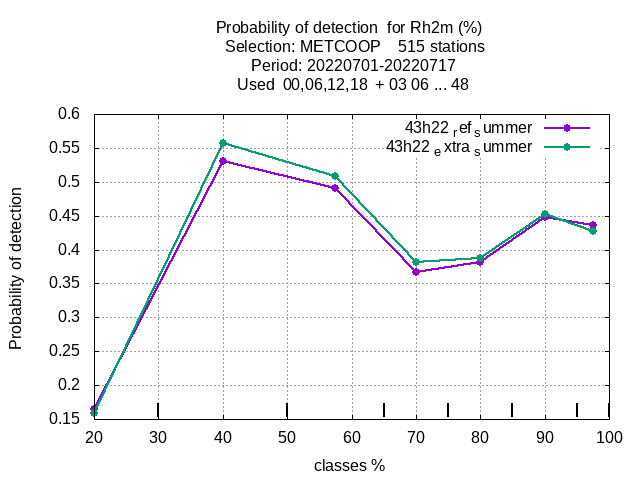 Probability of detection  for Rh2m (%)
Selection: METCOOP    515 stations
Period: 20220701-20220717
Used  00,06,12,18  + 03 06 ... 48
0.6
0.55
0.5
0.45
0.4
0.35
0.3
0.25
0.2
0.15
Probability of detection
43h22 ref summer
43h22 extra summer
20 30 40 50 60 70 80 90 100
classes %